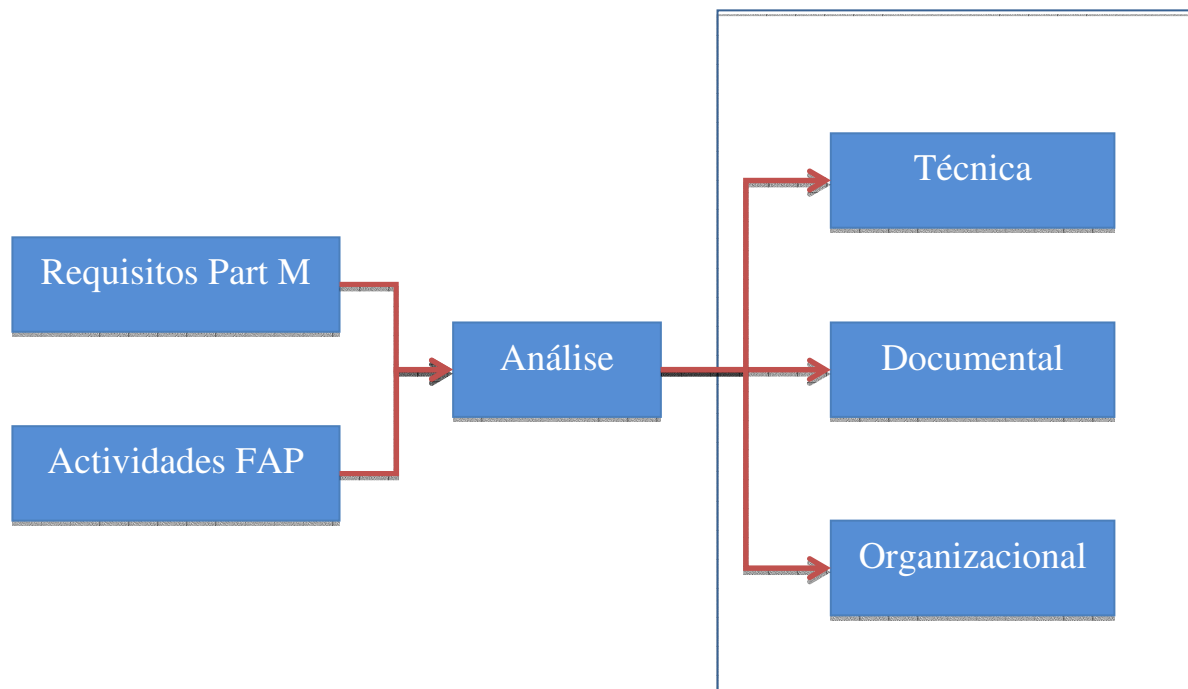 Requisitos Part M
Actividades FAP
Análise
Técnica
Documental
Organizacional